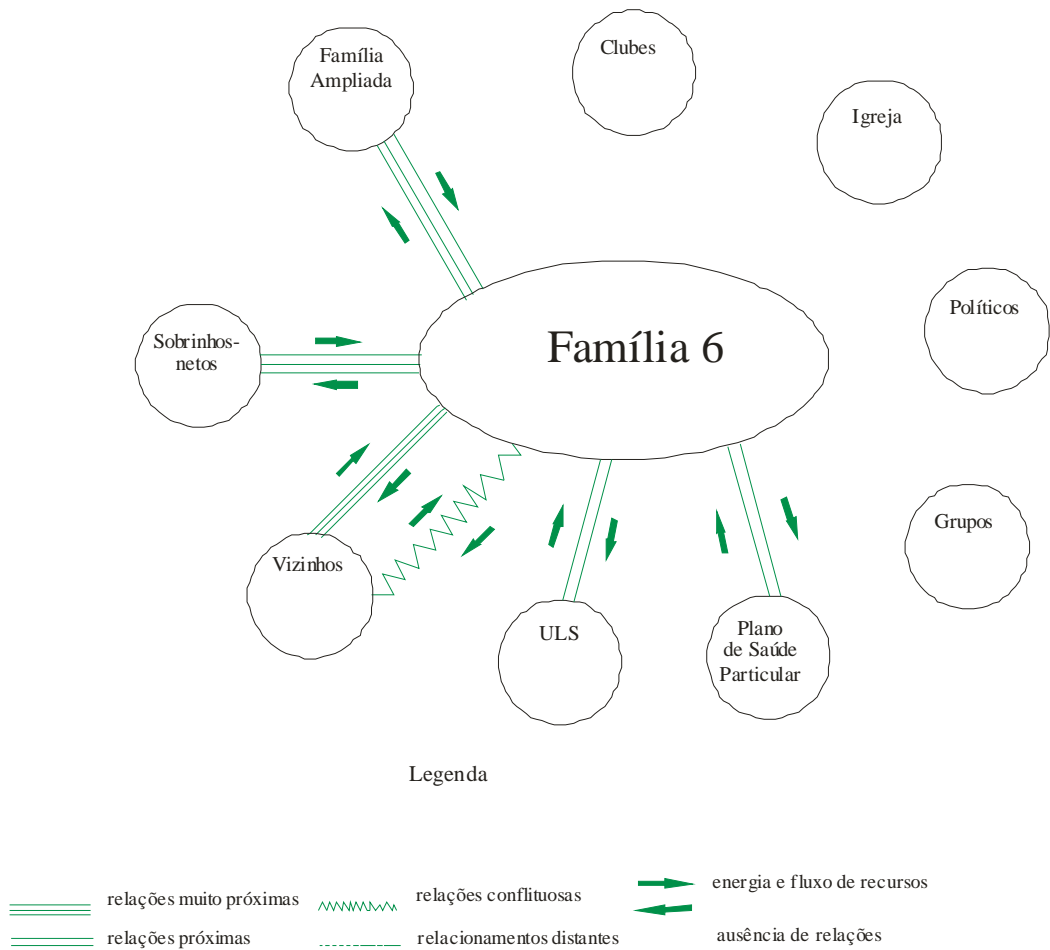 Família
Ampliada
Clubes
Igreja
Políticos
Sobrinhos-
netos
Família 6
Grupos
Vizinhos
ULS
Plano
de Saúde
Particular
Legenda
relações muito próximas
relações conflituosas
energia e fluxo de recursos
relações próximas
relacionamentos distantes
ausência de relações